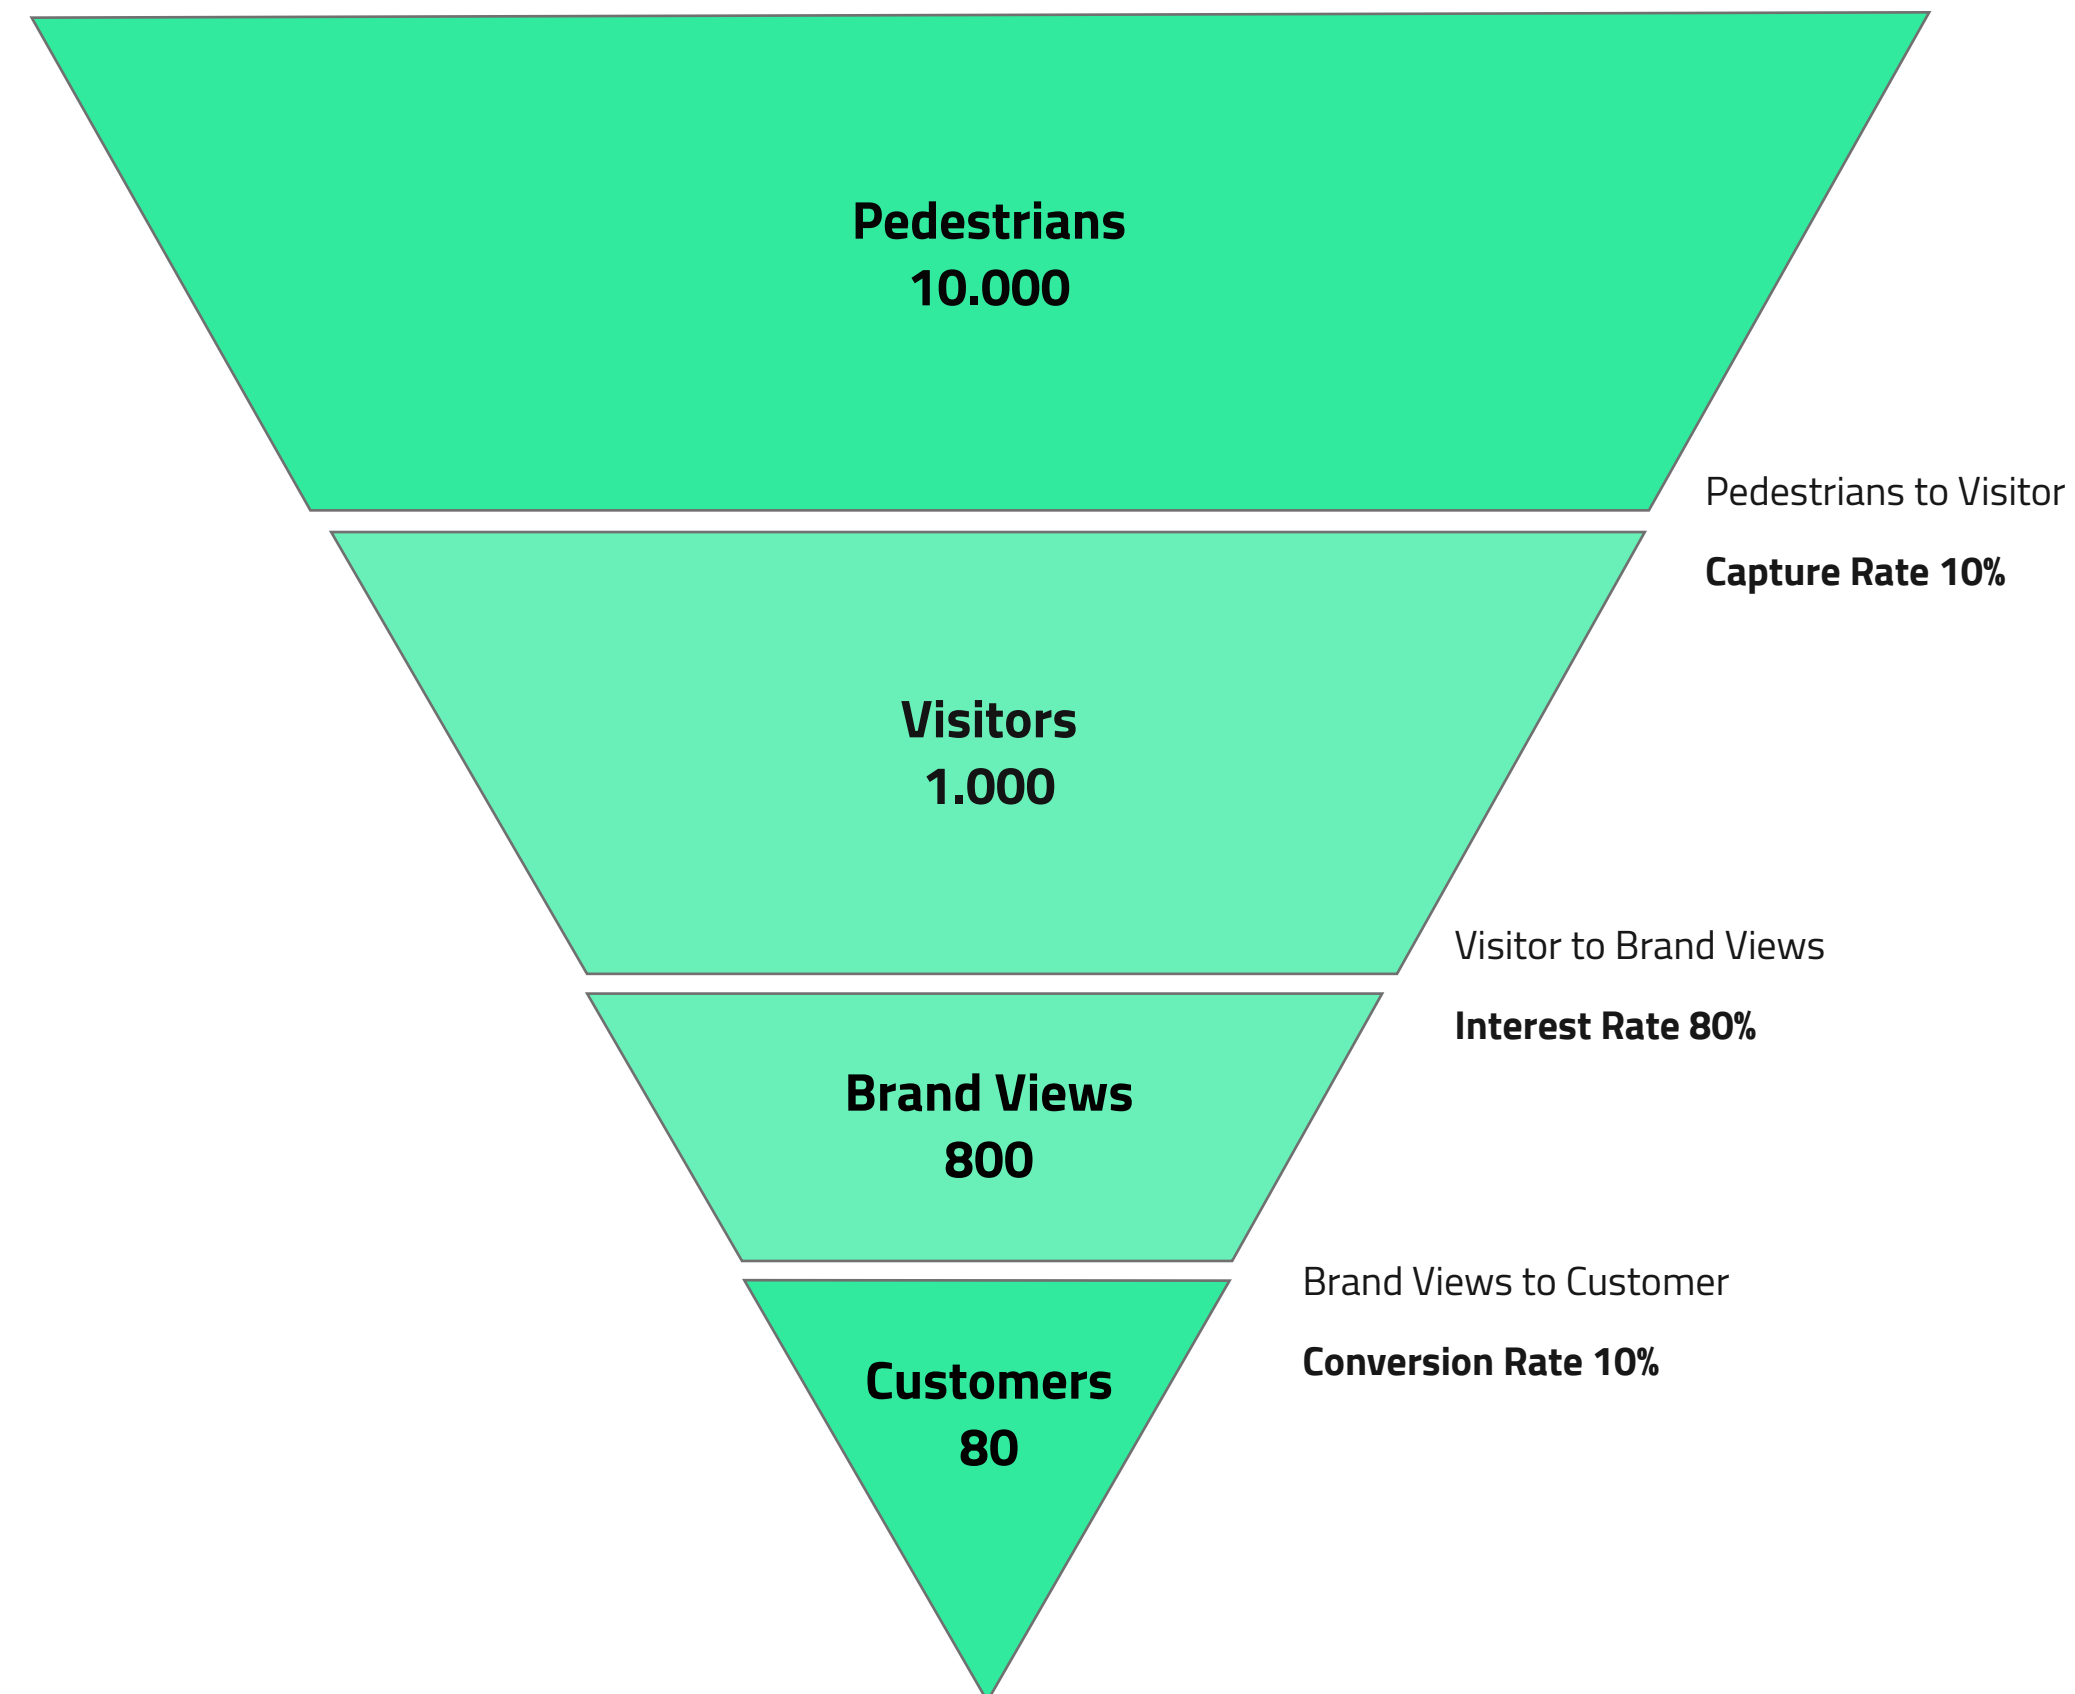 Pedestrians
10.000
Pedestrians to Visitor
Capture Rate 10%
Visitors
1.000
Visitor to Brand Views
Interest Rate 80%
Brand Views
800
Brand Views to Customer
Conversion Rate 10%
Customers
80